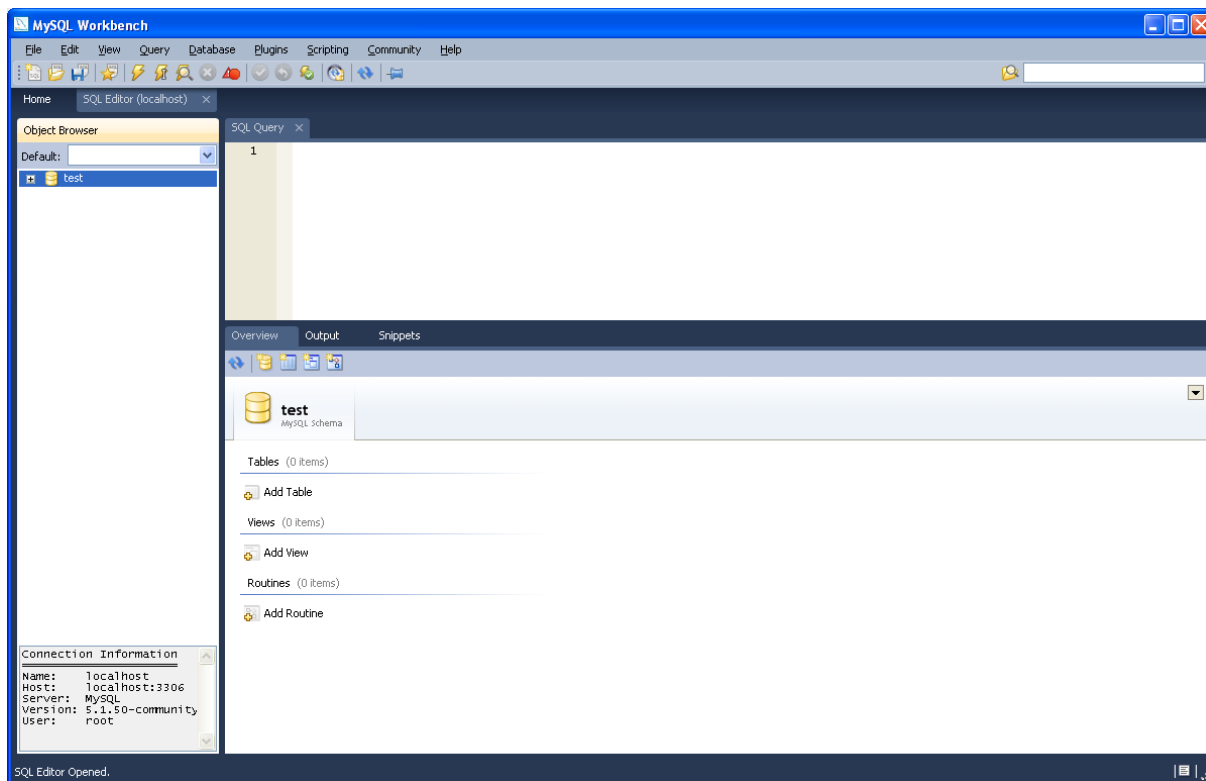 MySQL Workbench
File Edit View Query Database Plugins Scripting Community Help
Home SQL Editor (localhost)
Object Browser
Default:
test
SQL Query
1
Overview Output Snippets
test
MySQL Schema
Tables (0 items)
Add Table
Views (0 items)
Add View
Routines (0 items)
Add Routine
Connection Information
Name: localhost
Host: localhost:3306
Server: MySQL
Version: 5.1.50-community
User: root
SQL Editor Opened.